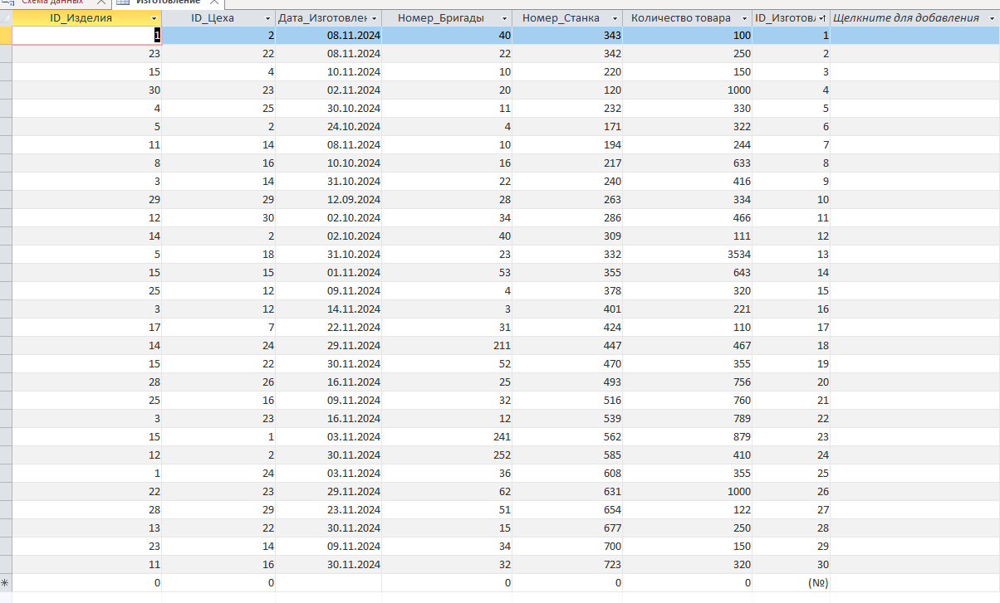 Схема данных Изготовление
ID_Изделия ID_Цеха Дата_Изготовлен Номер_Бригады Номер_Станка Количество товара ID_Изготовл Щелкните для добавления
1 2 08.11.2024 40 343 100 1
23 22 08.11.2024 22 342 250 2
15 4 10.11.2024 10 220 150 3
30 23 02.11.2024 20 120 1000 4
4 25 30.10.2024 11 232 330 5
5 2 24.10.2024 4 171 322 6
11 14 08.11.2024 10 194 244 7
8 16 10.10.2024 16 217 633 8
3 14 31.10.2024 22 240 416 9
29 29 12.09.2024 28 263 334 10
12 30 02.10.2024 34 286 466 11
14 2 02.10.2024 40 309 111 12
5 18 31.10.2024 23 332 3534 13
15 15 01.11.2024 53 355 643 14
25 12 09.11.2024 4 378 320 15
3 12 14.11.2024 3 401 221 16
17 7 22.11.2024 31 424 110 17
14 24 29.11.2024 211 447 467 18
15 22 30.11.2024 52 470 355 19
28 26 16.11.2024 25 493 756 20
25 16 09.11.2024 32 516 760 21
3 23 16.11.2024 12 539 789 22
15 1 03.11.2024 241 562 879 23
12 2 30.11.2024 252 585 410 24
1 24 03.11.2024 36 608 355 25
22 23 29.11.2024 62 631 1000 26
28 29 23.11.2024 51 654 122 27
13 22 30.11.2024 15 677 250 28
23 14 09.11.2024 34 700 150 29
11 16 30.11.2024 32 723 320 30
0 0 0 0 0 (№)